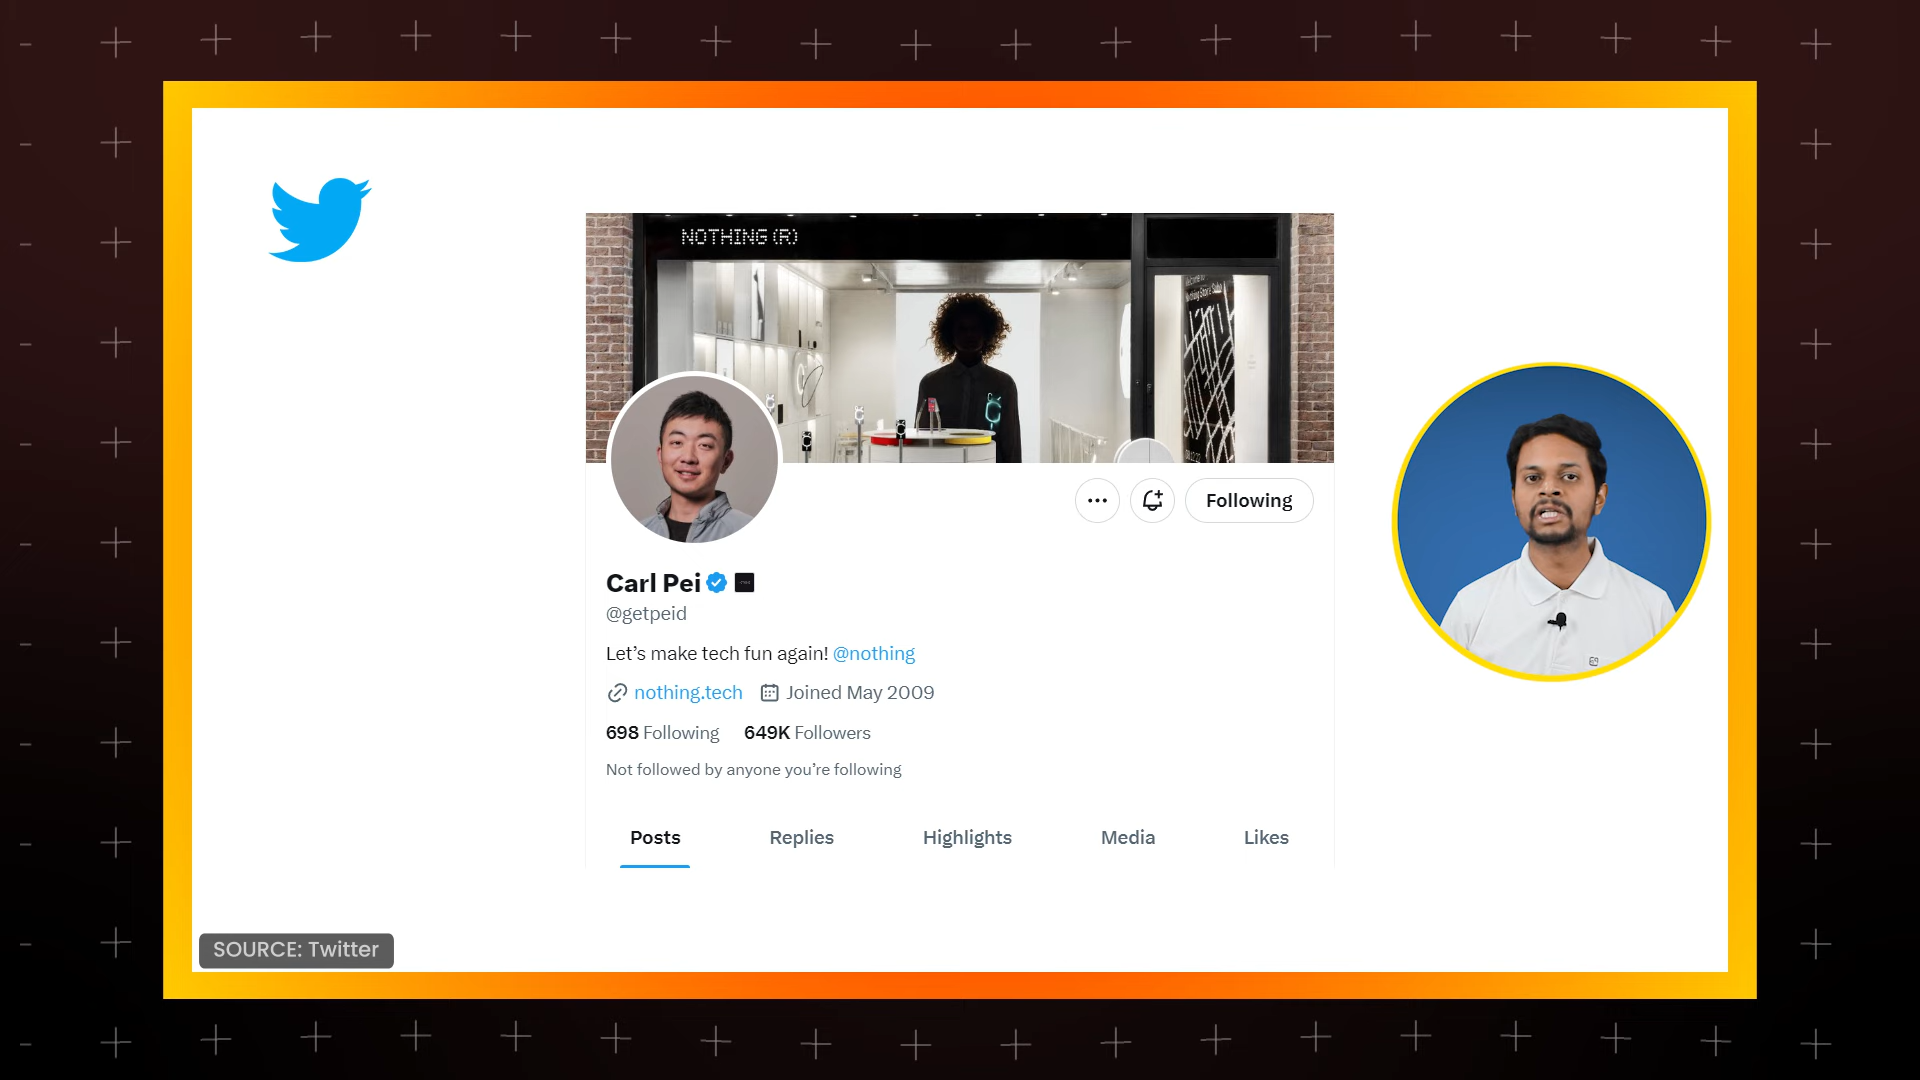 NOTHING (R)
Following
Carl Pei
@getpeid
Let’s make tech fun again! @nothing
nothing.tech Joined May 2009
698 Following 649K Followers
Not followed by anyone you’re following
Posts Replies Highlights Media Likes
SOURCE: Twitter